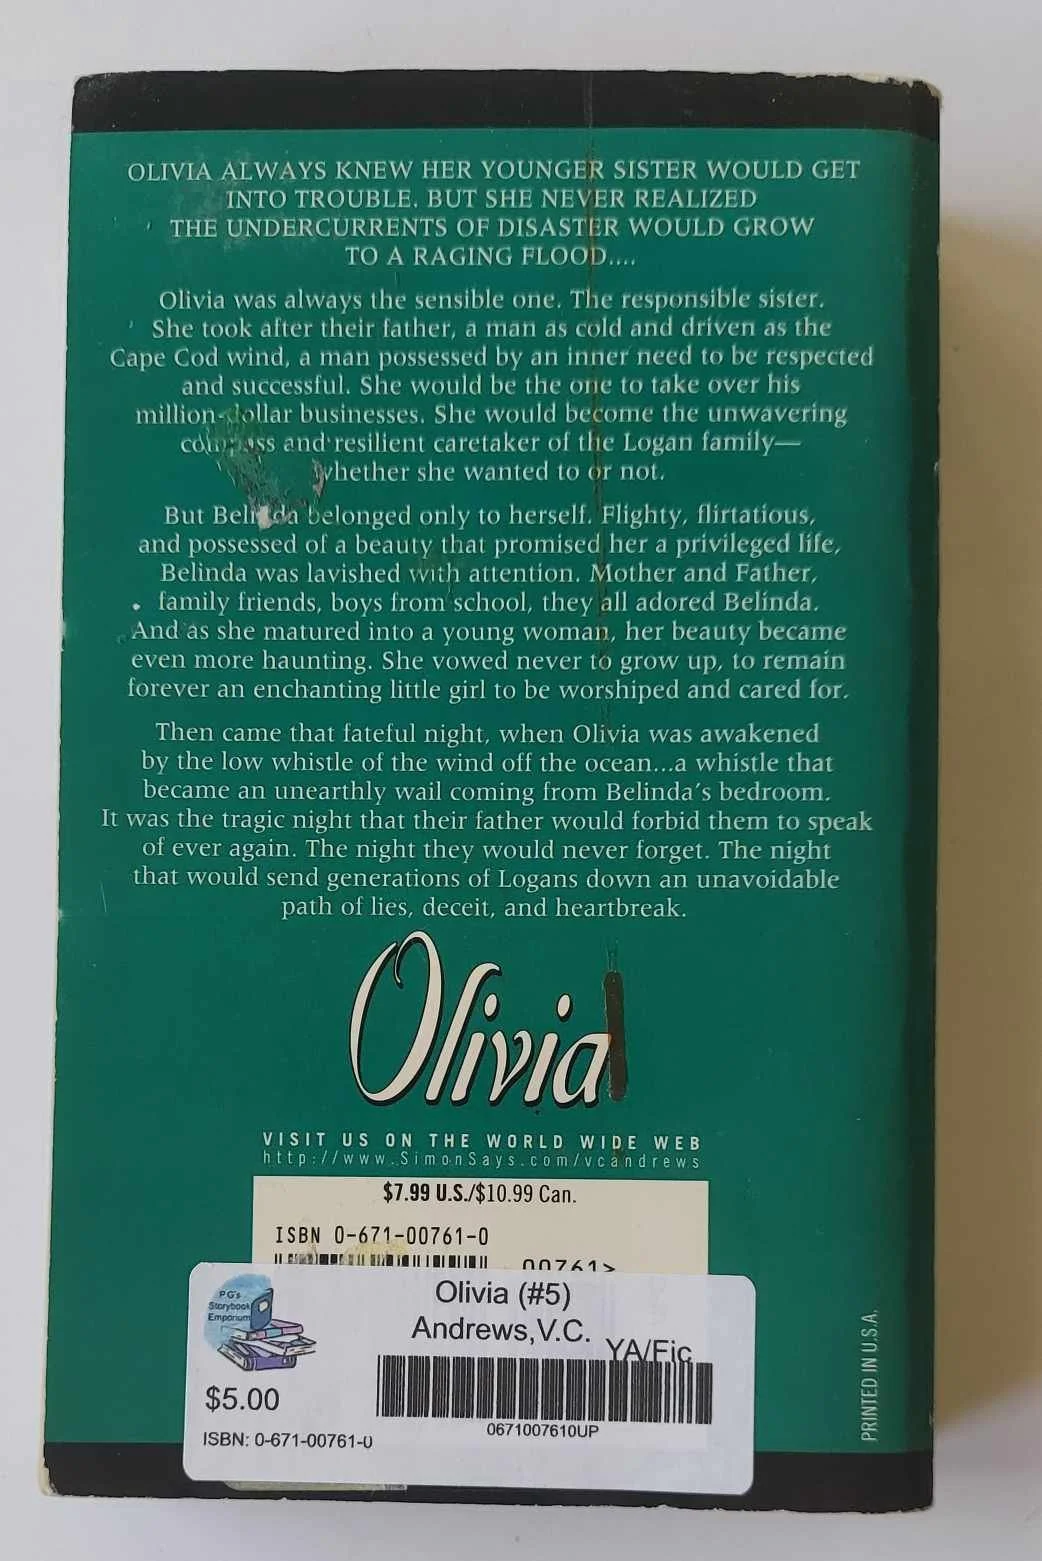 OLIVIA ALWAYS KNEW HER YOUNGER SISTER WOULD GET
INTO TROUBLE. BUT SHE NEVER REALIZED
THE UNDERCURRENTS OF DISASTER WOULD GROW
TO A RAGING FLOOD....
Olivia was always the sensible one. The responsible sister.
She took after their father, a man as cold and driven as the
Cape Cod wind, a man possessed by an inner need to be respected
and successful. She would be the one to take over his
million-dollar businesses. She would become the unwavering
compass and resilient caretaker of the Logan family—
whether she wanted to or not.
But Belinda belonged only to herself. Flighty, flirtatious,
and possessed of a beauty that promised her a privileged life,
Belinda was lavished with attention. Mother and Father,
family friends, boys from school, they all adored Belinda.
And as she matured into a young woman, her beauty became
even more haunting. She vowed never to grow up, to remain
forever an enchanting little girl to be worshiped and cared for.
Then came that fateful night, when Olivia was awakened
by the low whistle of the wind off the ocean...a whistle that
became an unearthly wail coming from Belinda's bedroom.
It was the tragic night that their father would forbid them to speak
of ever again. The night they would never forget. The night
that would send generations of Logans down an unavoidable
path of lies, deceit, and heartbreak.
Olivia
VISIT US ON THE WORLD WIDE WEB
http://www.SimonSays.com/vcandrews
$7.99 U.S./$10.99 Can.
ISBN 0-671-00761-0
00761>
PG's
Storybook
Emporium
Olivia (#5)
Andrews,V.C.
YA/Fic
$5.00
0671007610UP
ISBN: 0-671-00761-0
PRINTED IN U.S.A.